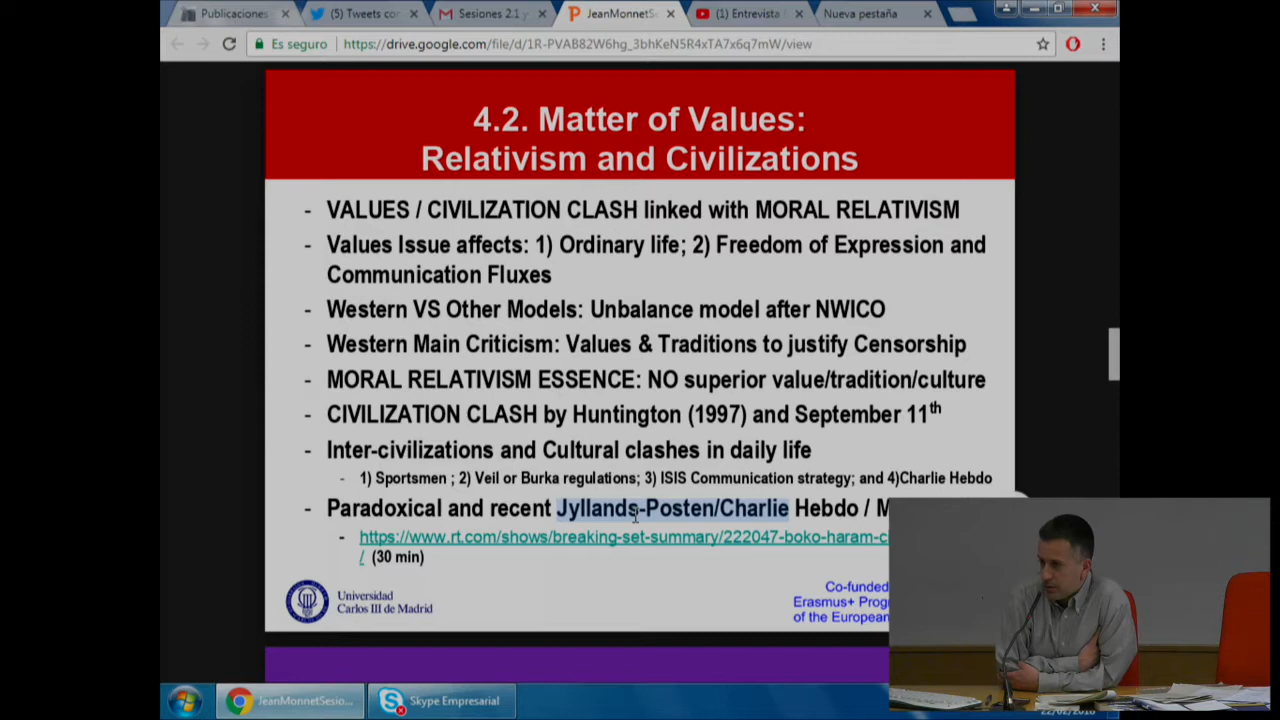 Publicaciones
(5) Tweets co
Sesiones 2.1 y
JeanMonnetSe
(1) Entrevista
Nueva pestaña
Es seguro
https://drive.google.com/file/d/1R-PVAB82W6hg_3bhKeN5R4xTA7x6q7mW/view
4.2. Matter of Values:
Relativism and Civilizations
- VALUES / CIVILIZATION CLASH linked with MORAL RELATIVISM
- Values Issue affects: 1) Ordinary life; 2) Freedom of Expression and
Communication Fluxes
- Western VS Other Models: Unbalance model after NWICO
- Western Main Criticism: Values & Traditions to justify Censorship
- MORAL RELATIVISM ESSENCE: NO superior value/tradition/culture
- CIVILIZATION CLASH by Huntington (1997) and September 11th
- Inter-civilizations and Cultural clashes in daily life
- 1) Sportsmen ; 2) Veil or Burka regulations; 3) ISIS Communication strategy; and 4)Charlie Hebdo
- Paradoxical and recent Jyllands-Posten/Charlie Hebdo / M
- https://www.rt.com/shows/breaking-set-summary/222047-boko-haram-c
/ (30 min)
Universidad
Carlos III de Madrid
Co-funded
Erasmus+ Prog
of the European
JeanMonnetSesio...
Skype Empresarial